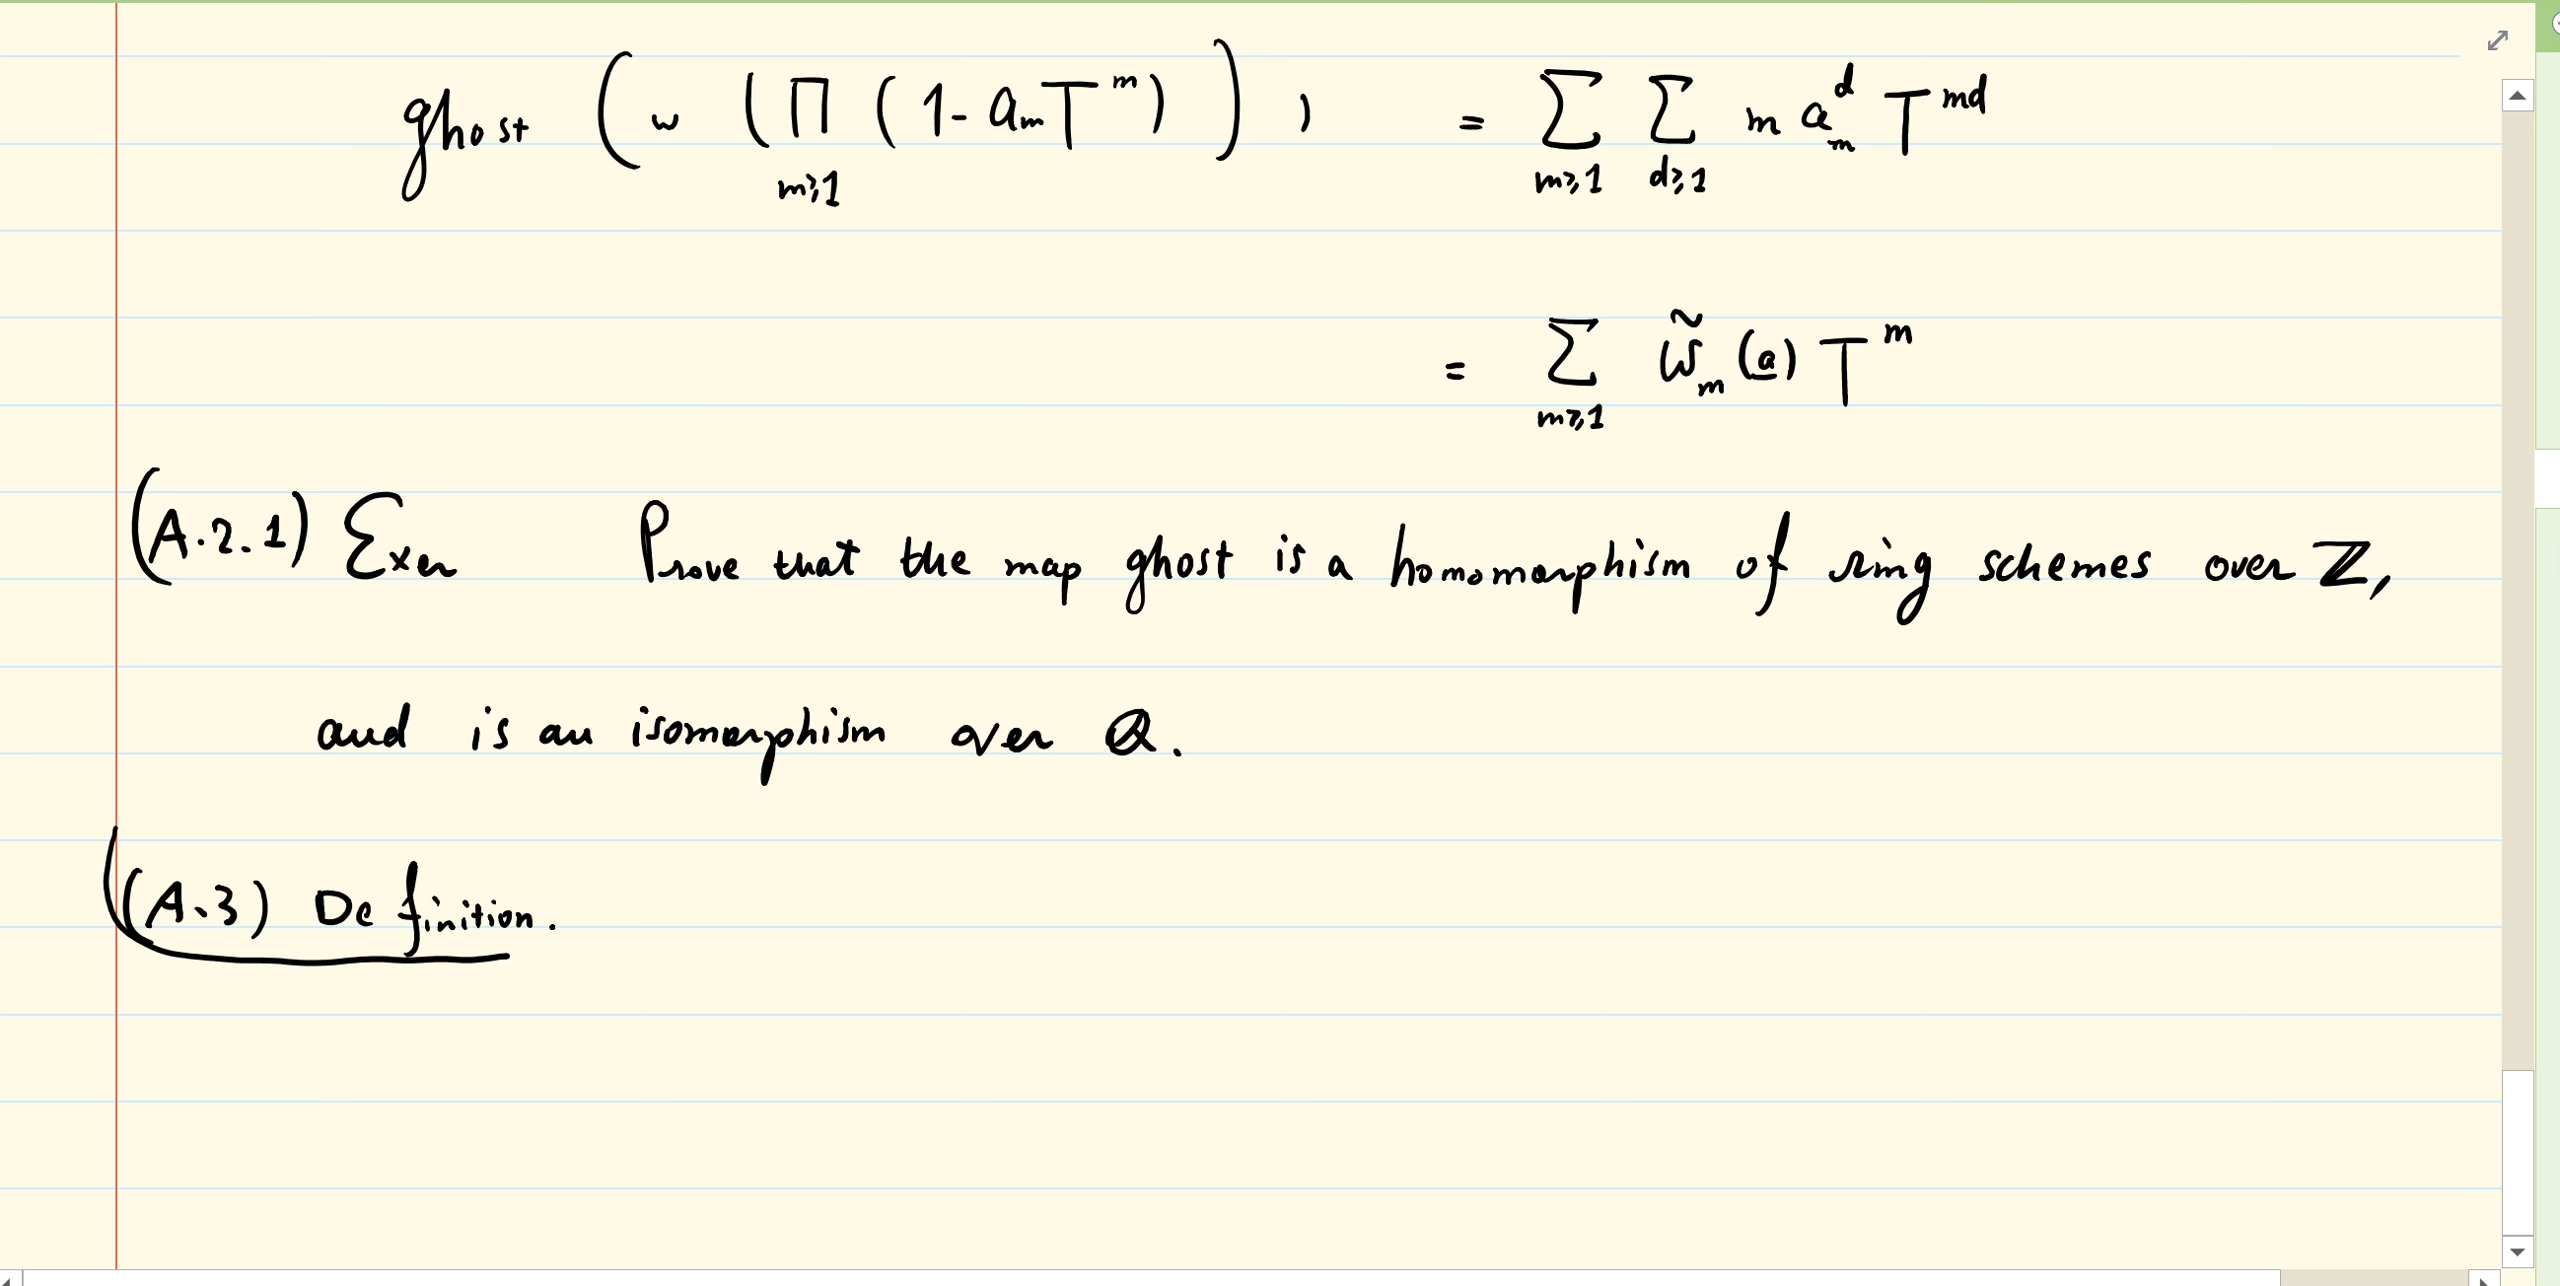 ghost ( ω ( ∏_{m≥1} ( 1 - a_m T^m ) ) ) = ∑_{m≥1} ∑_{d≥1} m a_m^d T^{md}
= ∑_{m≥1} w̃_m (a̲) T^m
(A.2.1) Exer Prove that the map ghost is a homomorphism of ring schemes over ℤ,
and is an isomorphism over ℚ.
(A.3) Definition.